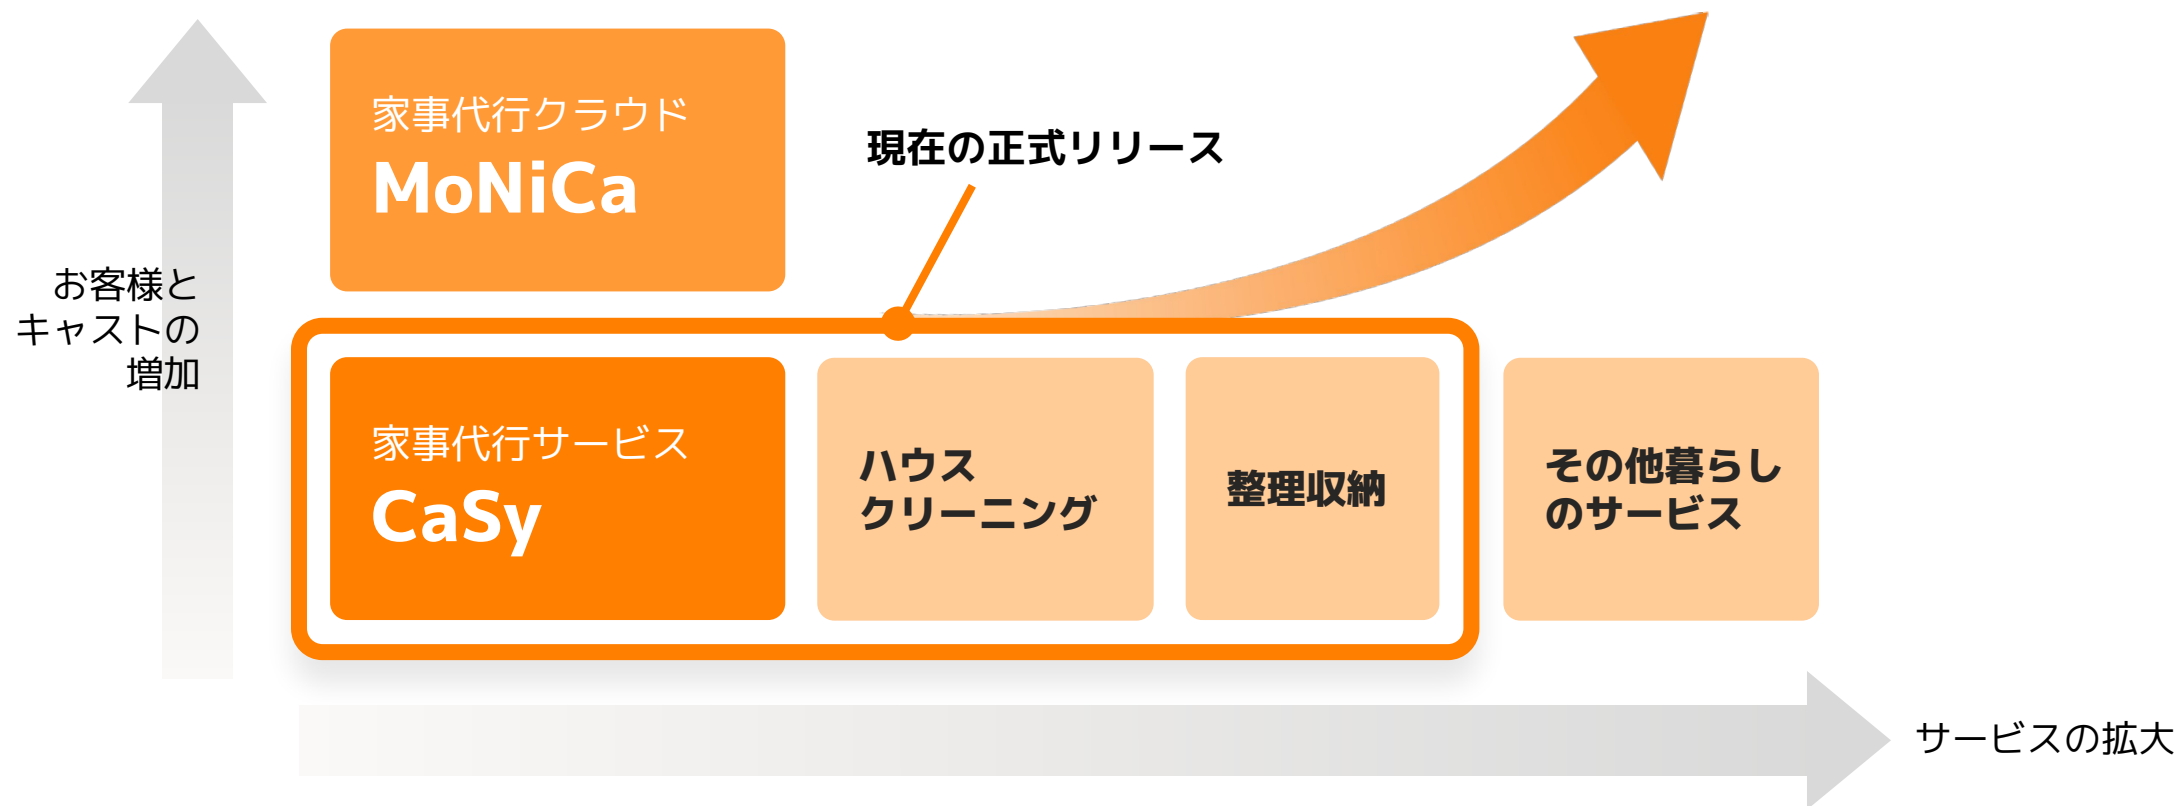 家事代行クラウド
MoNiCa
現在の正式リリース
お客様と
キャストの
増加
家事代行サービス
CaSy
ハウス
クリーニング
整理収納
その他暮らし
のサービス
サービスの拡大